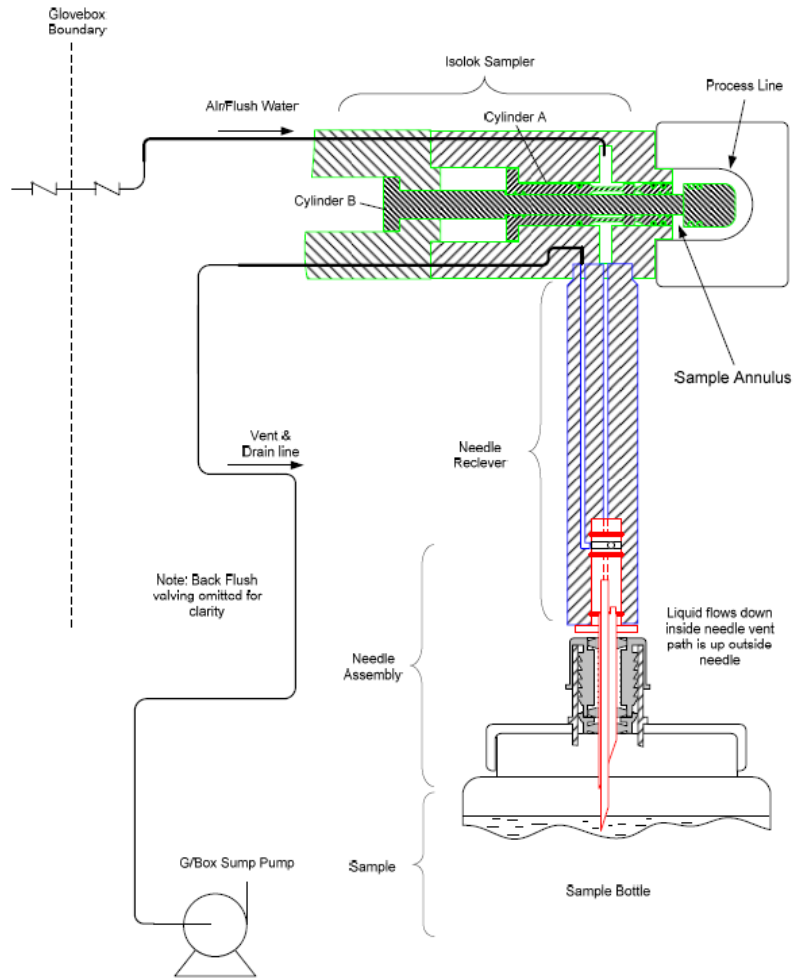 Glovebox
Boundary
Isolok Sampler
Process Line
Air/Flush Water
Cylinder A
Cylinder B
Sample Annulus
Vent &
Drain line
Needle
Reciever
Note: Back Flush
valving omitted for
clarity
Liquid flows down
inside needle vent
path is up outside
needle
Needle
Assembly
G/Box Sump Pump
Sample
Sample Bottle